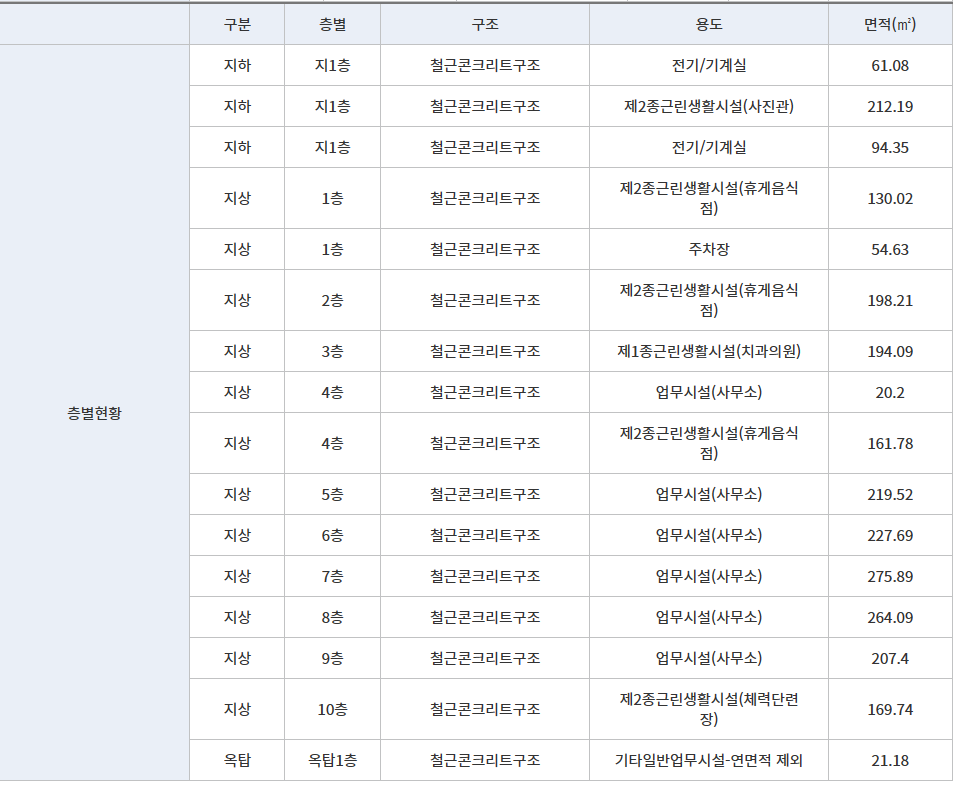 구분 층별 구조 용도 면적(㎡)
지하 지1층 철근콘크리트구조 전기/기계실 61.08
지하 지1층 철근콘크리트구조 제2종근린생활시설(사진관) 212.19
지하 지1층 철근콘크리트구조 전기/기계실 94.35
지상 1층 철근콘크리트구조 제2종근린생활시설(휴게음식
점) 130.02
지상 1층 철근콘크리트구조 주차장 54.63
지상 2층 철근콘크리트구조 제2종근린생활시설(휴게음식
점) 198.21
지상 3층 철근콘크리트구조 제1종근린생활시설(치과의원) 194.09
지상 4층 철근콘크리트구조 업무시설(사무소) 20.2
층별현황
지상 4층 철근콘크리트구조 제2종근린생활시설(휴게음식
점) 161.78
지상 5층 철근콘크리트구조 업무시설(사무소) 219.52
지상 6층 철근콘크리트구조 업무시설(사무소) 227.69
지상 7층 철근콘크리트구조 업무시설(사무소) 275.89
지상 8층 철근콘크리트구조 업무시설(사무소) 264.09
지상 9층 철근콘크리트구조 업무시설(사무소) 207.4
지상 10층 철근콘크리트구조 제2종근린생활시설(체력단련
장) 169.74
옥탑 옥탑1층 철근콘크리트구조 기타일반업무시설-연면적 제외 21.18